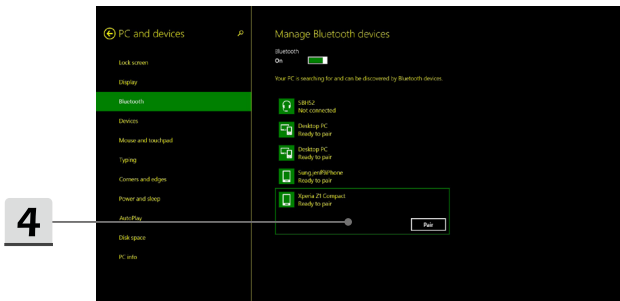 PC and devices
Lock screen
Display
Bluetooth
Devices
Mouse and touchpad
Typing
Corners and edges
Power and sleep
AutoPlay
Disk space
PC info
Manage Bluetooth devices
Bluetooth
On
Your PC is searching for and can be discovered by Bluetooth devices.
SBH52
Not connected
Desktop PC
Ready to pair
Desktop PC
Ready to pair
Ready to pair
Xperia Z1 Compact
Ready to pair
Pair
4